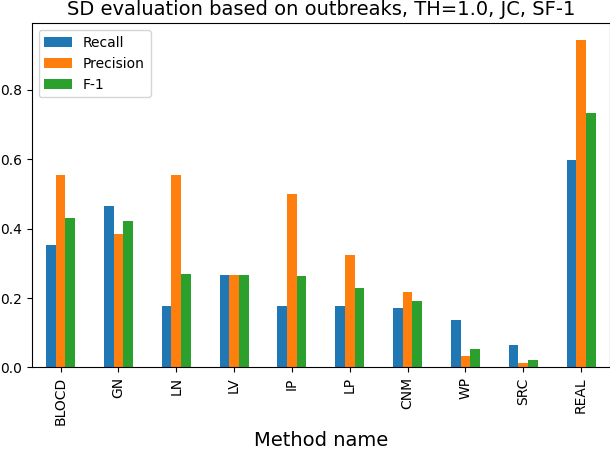 SD evaluation based on outbreaks, TH=1.0, JC, SF-1
Recall
Precision
F-1
0.8
0.6
0.4
0.2
0.0
BLOCD
GN
LN
LV
IP
LP
CNM
WP
SRC
REAL
Method name